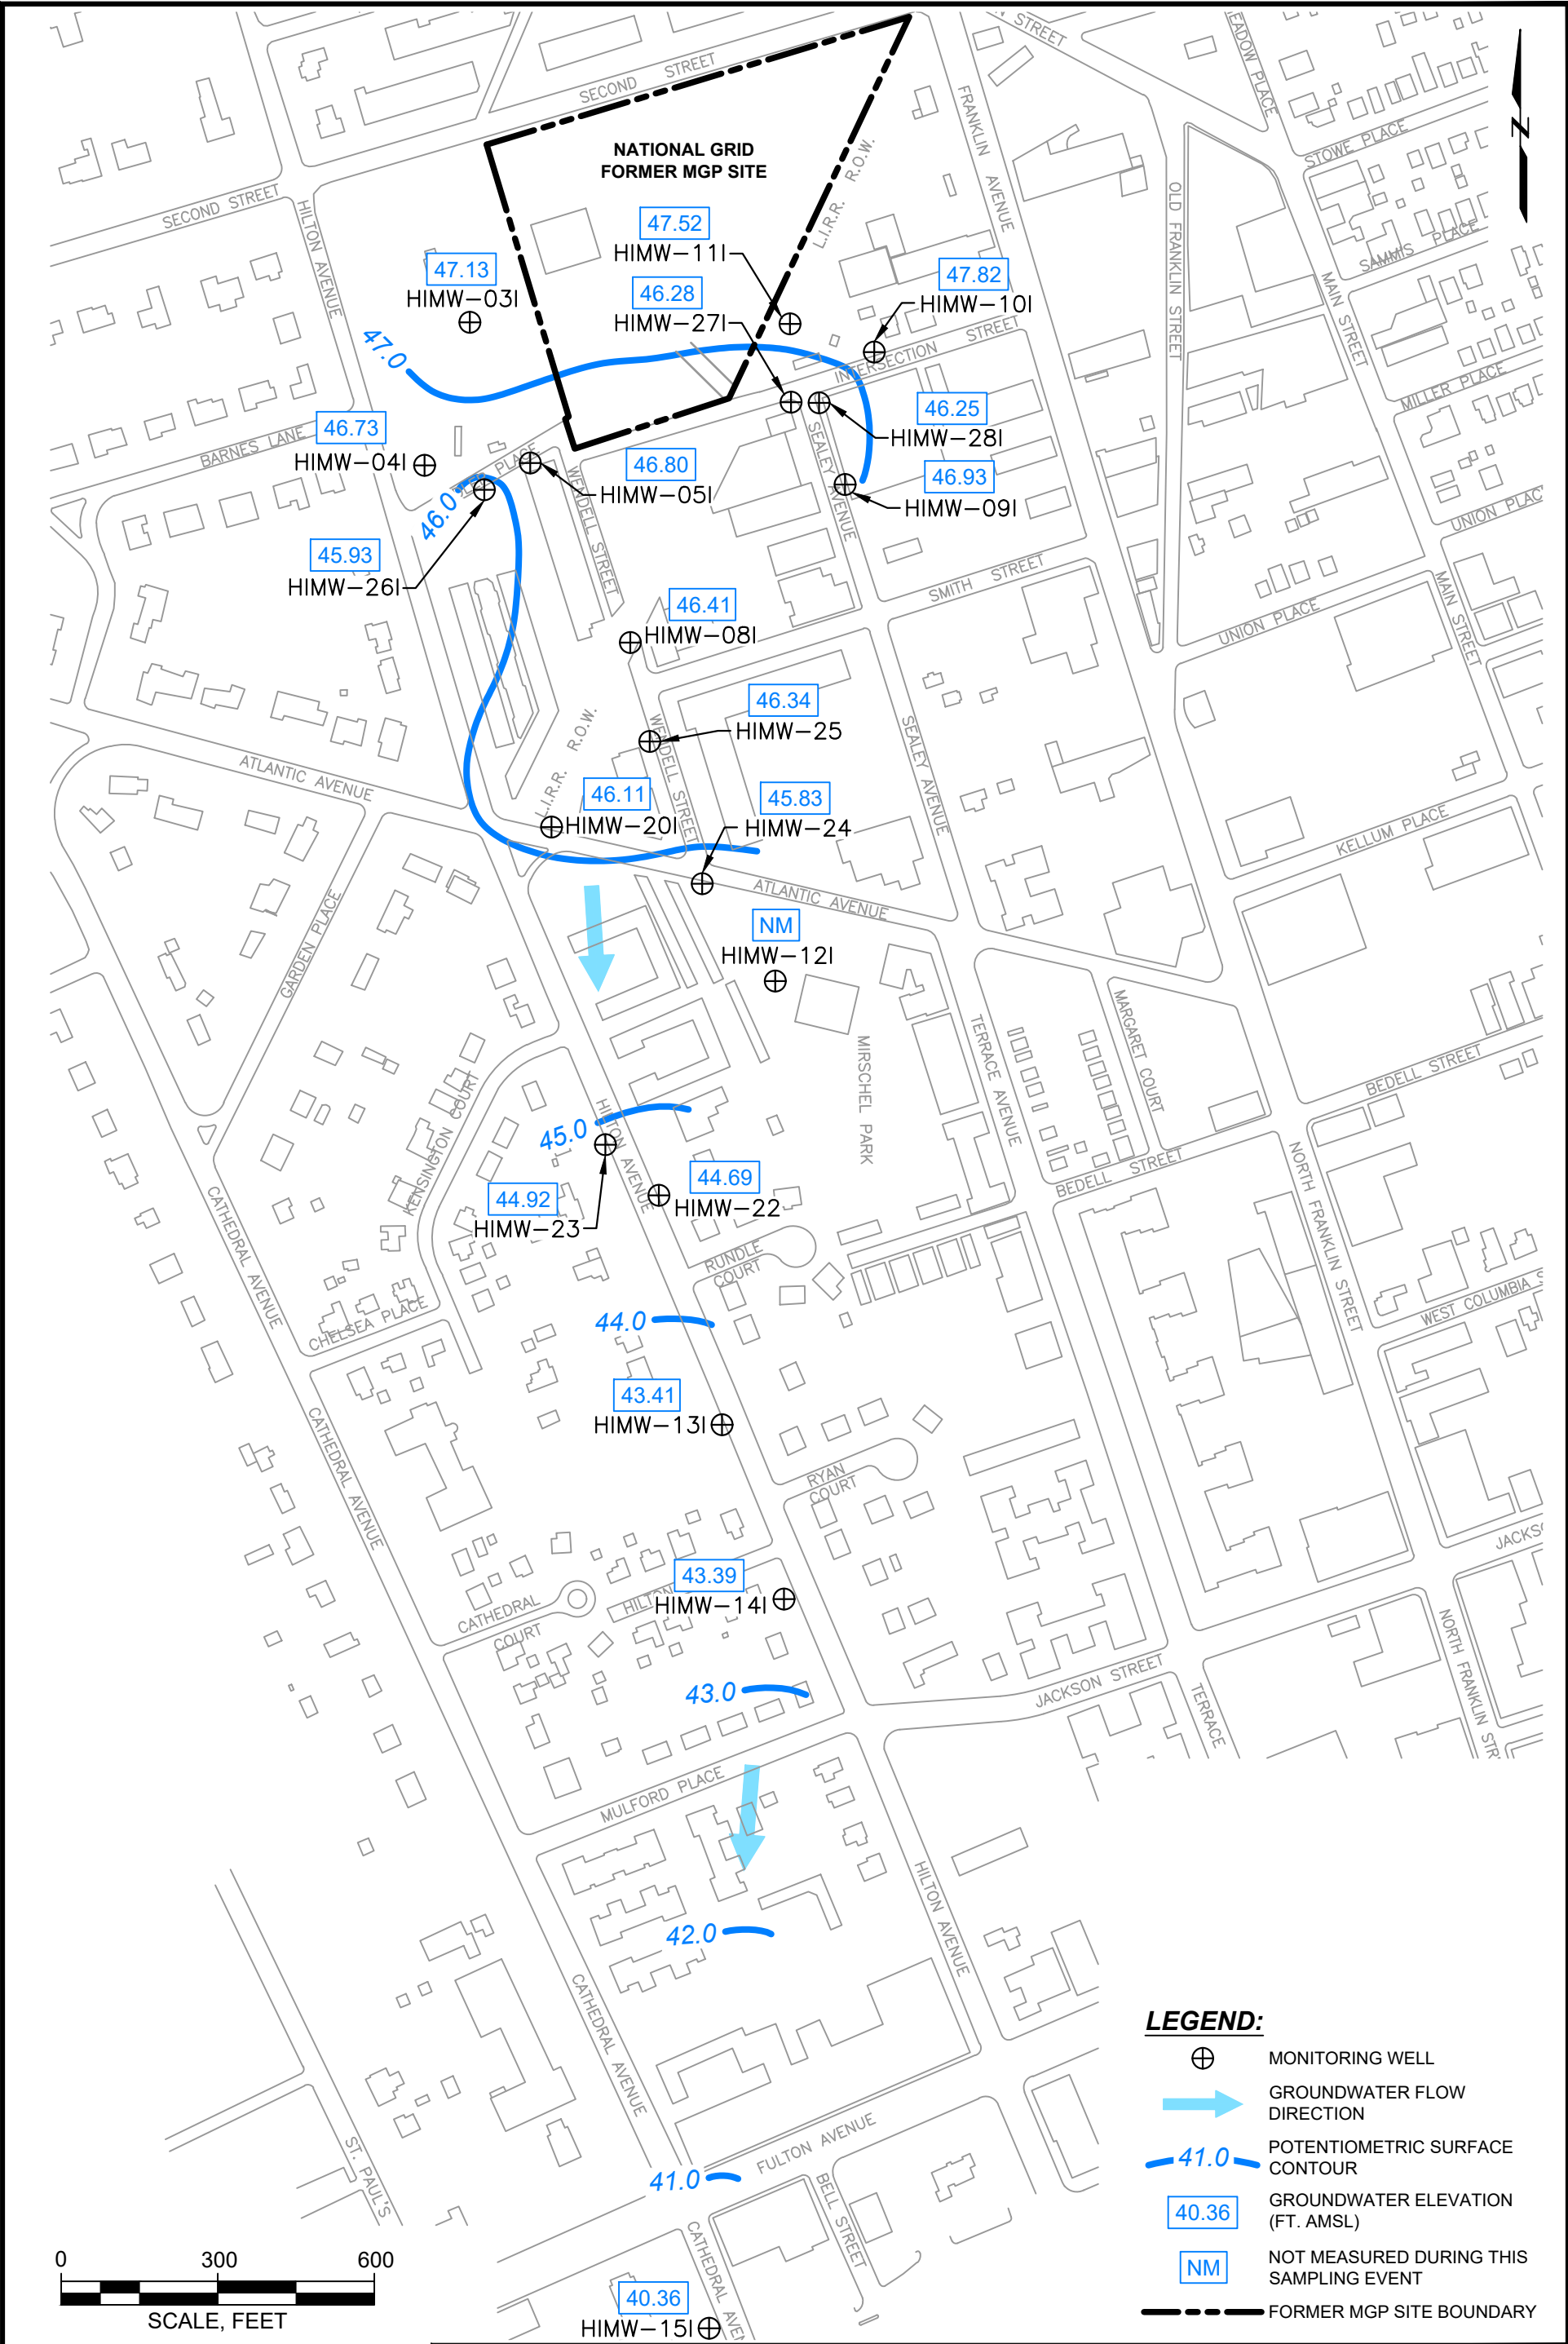 N STREET
EADOW PLACE
SECOND STREET
FRANKLIN AVENUE
STOWE PLACE
N
NATIONAL GRID
FORMER MGP SITE
L.I.R.R. R.O.W.
OLD FRANKLIN STREET
SECOND STREET
HILTON AVENUE
47.52
HIMW-11I
SAMMIS PLACE
MAIN STREET
47.13
HIMW-03I
46.28
HIMW-27I
47.82
HIMW-10I
47.0
INTERSECTION STREET
MILLER PLACE
46.73
HIMW-04I
BARNES LANE
PLACE
46.25
HIMW-28I
SEALEY AVENUE
46.80
HIMW-05I
46.93
HIMW-09I
46.0
WENDELL STREET
UNION PLAC
45.93
HIMW-26I
SMITH STREET
MAIN STREET
UNION PLACE
46.41
HIMW-08I
46.34
HIMW-25
L.I.R.R. R.O.W.
WENDELL STREET
SEALEY AVENUE
ATLANTIC AVENUE
46.11
HIMW-20I
45.83
HIMW-24
KELLUM PLACE
ATLANTIC AVENUE
NM
HIMW-12I
GARDEN PLACE
MIRSCHEL PARK
TERRACE AVENUE
MARGARET COURT
BEDELL STREET
KENSINGTON COURT
45.0
HILTON AVENUE
BEDELL STREET
NORTH FRANKLIN STREET
44.69
HIMW-22
44.92
HIMW-23
CATHEDRAL AVENUE
RUNDLE
COURT
WEST COLUMBIA S
CHELSEA PLACE
44.0
43.41
HIMW-13I
CATHEDRAL AVENUE
RYAN
COURT
JACKS
43.39
HIMW-14I
HILTON
CATHEDRAL
COURT
NORTH FRANKLIN STR
43.0
JACKSON STREET
TERRACE
MULFORD PLACE
HILTON AVENUE
42.0
CATHEDRAL AVENUE
FULTON AVENUE
41.0
ST. PAUL'S
BELL STREET
CATHEDRAL AVEN
40.36
HIMW-15I
0 300 600
SCALE, FEET
LEGEND:
MONITORING WELL
GROUNDWATER FLOW
DIRECTION
41.0
POTENTIOMETRIC SURFACE
CONTOUR
40.36
GROUNDWATER ELEVATION
(FT. AMSL)
NM
NOT MEASURED DURING THIS
SAMPLING EVENT
FORMER MGP SITE BOUNDARY